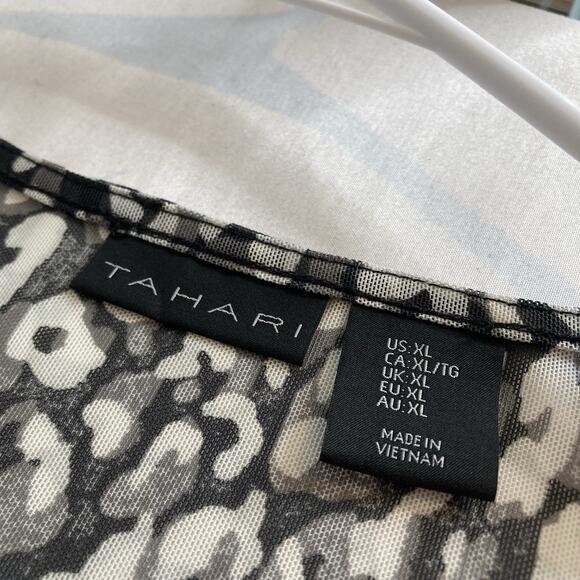 TAHARI
US:XL
CA:XL/TG
UK:XL
EU:XL
AU:XL
MADE IN
VIETNAM